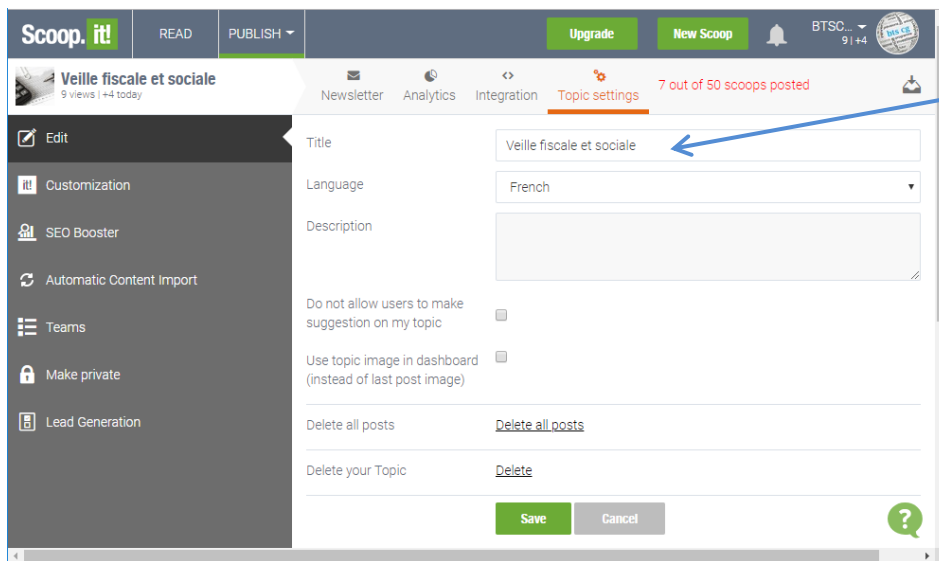 Scoop.it! READ PUBLISH Upgrade New Scoop BTSC...
9 | +4
bts CG
Veille fiscale et sociale
9 views | +4 today
Newsletter Analytics Integration Topic settings 7 out of 50 scoops posted
Edit
it! Customization
SEO Booster
Automatic Content Import
Teams
Make private
Lead Generation
Title Veille fiscale et sociale
Language French
Description
Do not allow users to make
suggestion on my topic
Use topic image in dashboard
(instead of last post image)
Delete all posts Delete all posts
Delete your Topic Delete
Save Cancel
?